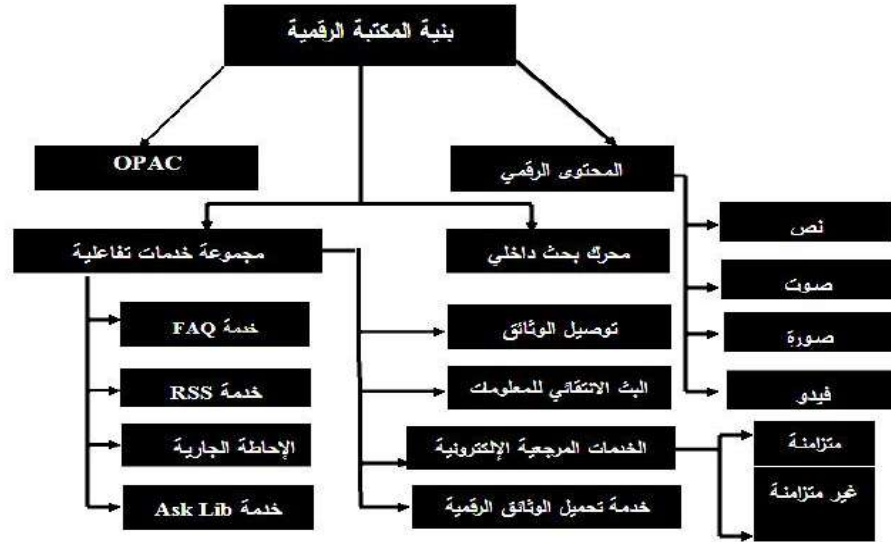 بنية المكتبة الرقمية
OPAC
المحتوى الرقمي
نص
صوت
صورة
فيدو
مجموعة خدمات تفاعلية
محرك بحث داخلي
خدمة FAQ
خدمة RSS
الإحاطة الجارية
خدمة Ask Lib
توصيل الوثائق
البث الانتقائي للمعلومات
الخدمات المرجعية الإلكترونية
خدمة تحميل الوثائق الرقمية
متزامنة
غير متزامنة